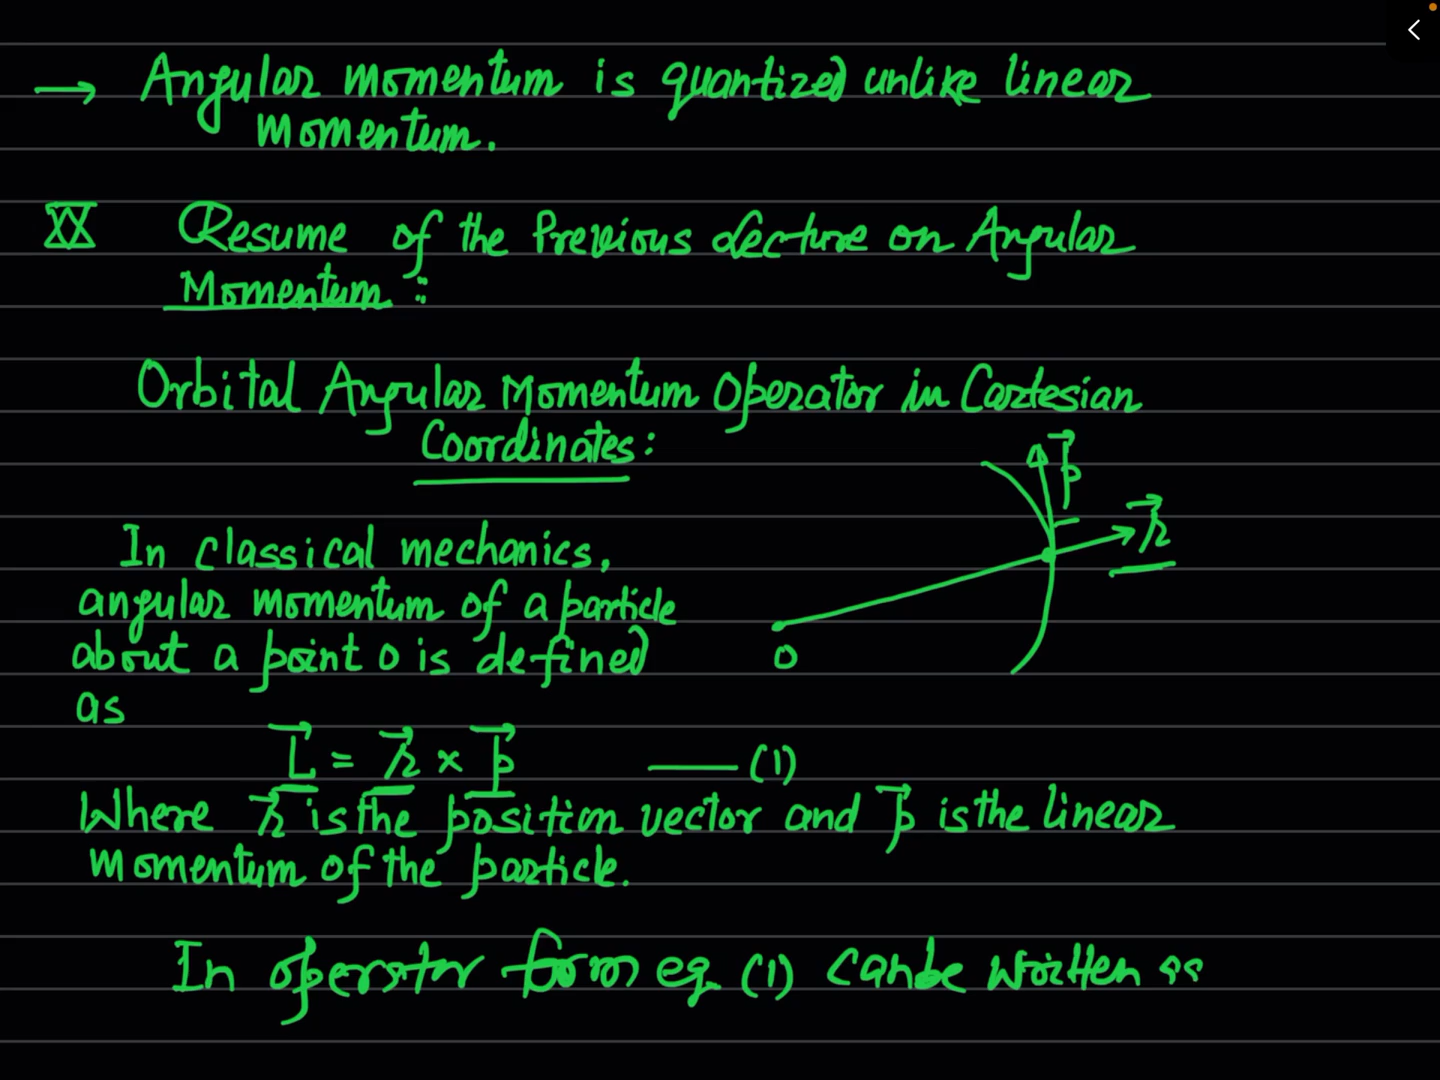 → Angular momentum is quantized unlike linear
momentum.
XX Resume of the Previous Lecture on Angular
Momentum :
Orbital Angular Momentum Operator in Cartesian
Coordinates:
p⃗
r⃗
O
In classical mechanics,
angular momentum of a particle
about a point O is defined
as
L⃗ = r⃗ × p⃗ —— (1)
Where r⃗ is the position vector and p⃗ is the linear
momentum of the particle.
In operator form eq. (1) can be written as